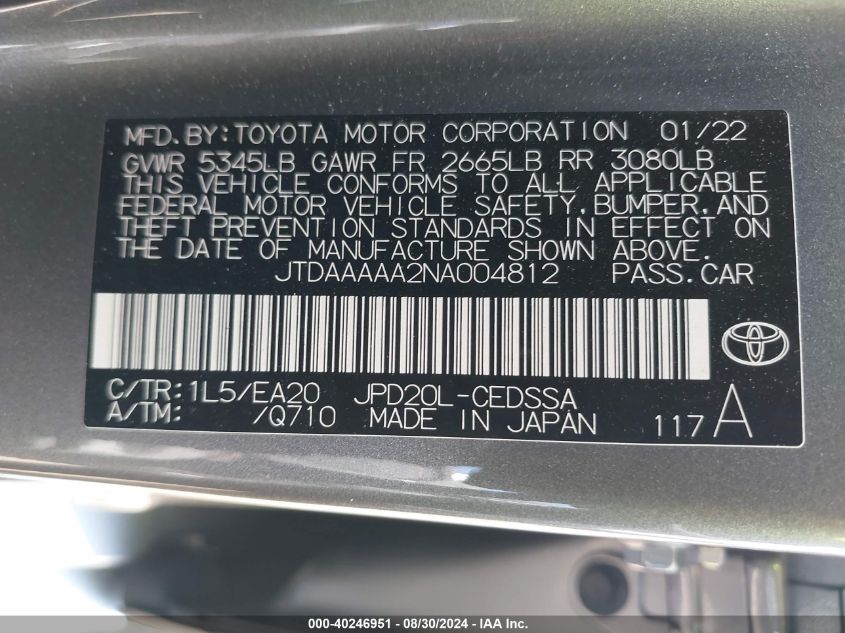 MFD.BY:TOYOTA MOTOR CORPORATION 01/22
GVWR 5345LB GAWR FR 2665LB RR 3080LB
THIS VEHICLE CONFORMS TO ALL APPLICABLE
FEDERAL MOTOR VEHICLE SAFETY,BUMPER,AND
THEFT PREVENTION STANDARDS IN EFFECT ON
THE DATE OF MANUFACTURE SHOWN ABOVE.
JTDAAAAA2NA004812 PASS.CAR
C/TR:1L5/EA20 JPD20L-CEDSSA
A/TM: /Q710 MADE IN JAPAN 117A
000-40246951 - 08/30/2024 - IAA Inc.